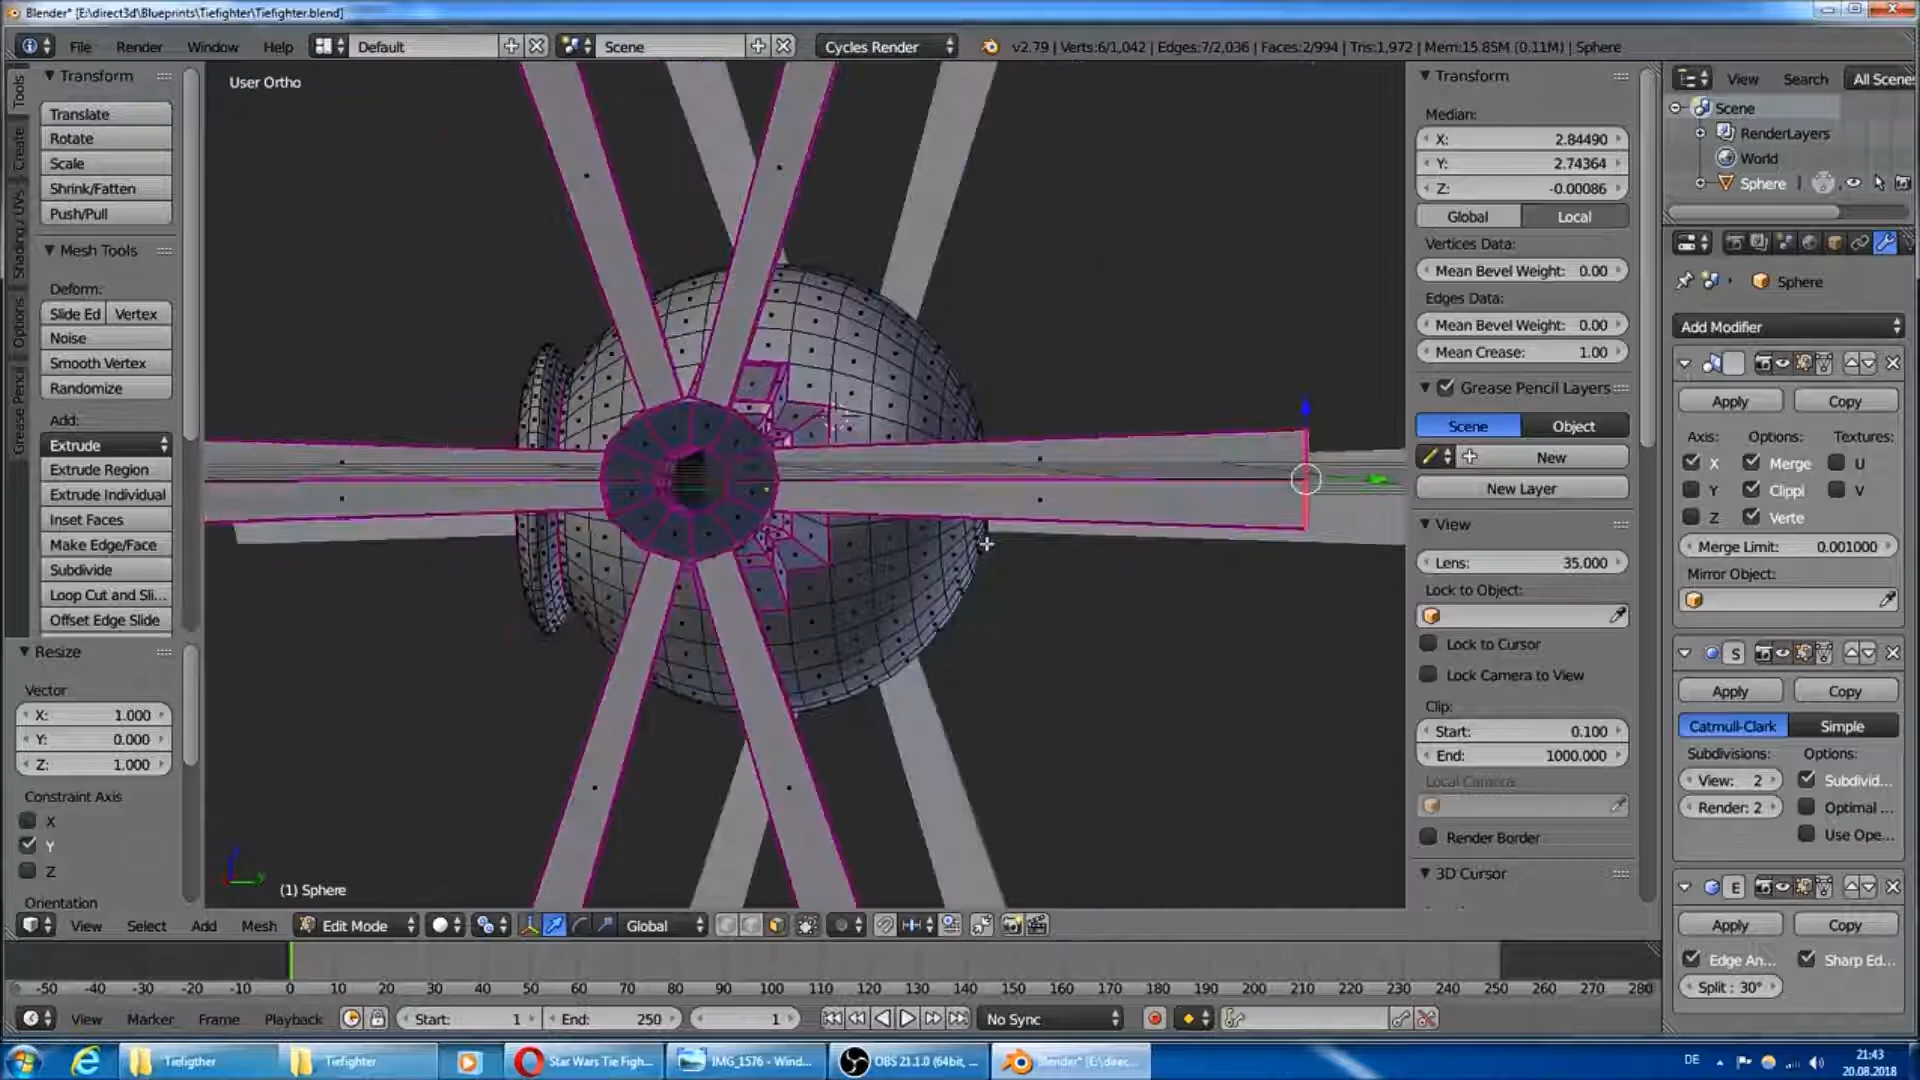 Blender* [E:\direct3d\Blueprints\Tiefighter\Tiefighter.blend]
File Render Window Help Default Scene Cycles Render v2.79 | Verts:6/1,042 | Edges:7/2,036 | Faces:2/994 | Tris:1,972 | Mem:15.85M (0.11M) | Sphere
Tools
Create
Shading / UVs
Options
Grease Pencil
Transform
Translate
Rotate
Scale
Shrink/Fatten
Push/Pull
Mesh Tools
Deform:
Slide Ed Vertex
Noise
Smooth Vertex
Randomize
Add:
Extrude
Extrude Region
Extrude Individual
Inset Faces
Make Edge/Face
Subdivide
Loop Cut and Sli...
Offset Edge Slide
Resize
Vector
X: 1.000
Y: 0.000
Z: 1.000
Constraint Axis
X
Y
Z
Orientation
User Ortho
(1) Sphere
Transform
Median:
X: 2.84490
Y: 2.74364
Z: -0.00086
Global Local
Vertices Data:
Mean Bevel Weight: 0.00
Edges Data:
Mean Bevel Weight: 0.00
Mean Crease: 1.00
Grease Pencil Layers
Scene Object
New
New Layer
View
Lens: 35.000
Lock to Object:
Lock to Cursor
Lock Camera to View
Clip:
Start: 0.100
End: 1000.000
Local Camera:
Render Border
3D Cursor
View Search All Scene
Scene
RenderLayers
World
Sphere
Sphere
Add Modifier
Apply Copy
Axis: Options: Textures:
X Merge U
Y Clippi V
Z Verte
Merge Limit: 0.001000
Mirror Object:
S
Apply Copy
Catmull-Clark Simple
Subdivisions: Options:
View: 2 Subdivid...
Render: 2 Optimal ...
Use Ope...
E
Apply Copy
Edge An... Sharp Ed...
Split : 30°
View Select Add Mesh Edit Mode Global
-50 -40 -30 -20 -10 0 10 20 30 40 50 60 70 80 90 100 110 120 130 140 150 160 170 180 190 200 210 220 230 240 250 260 270 280
View Marker Frame Playback Start: 1 End: 250 1 No Sync
Tiefigther Tiefighter Star Wars Tie Figh... IMG_1576 - Wind... OBS 21.1.0 (64bit, ... Blender* [E:\direc... DE 21:43
20.08.2018